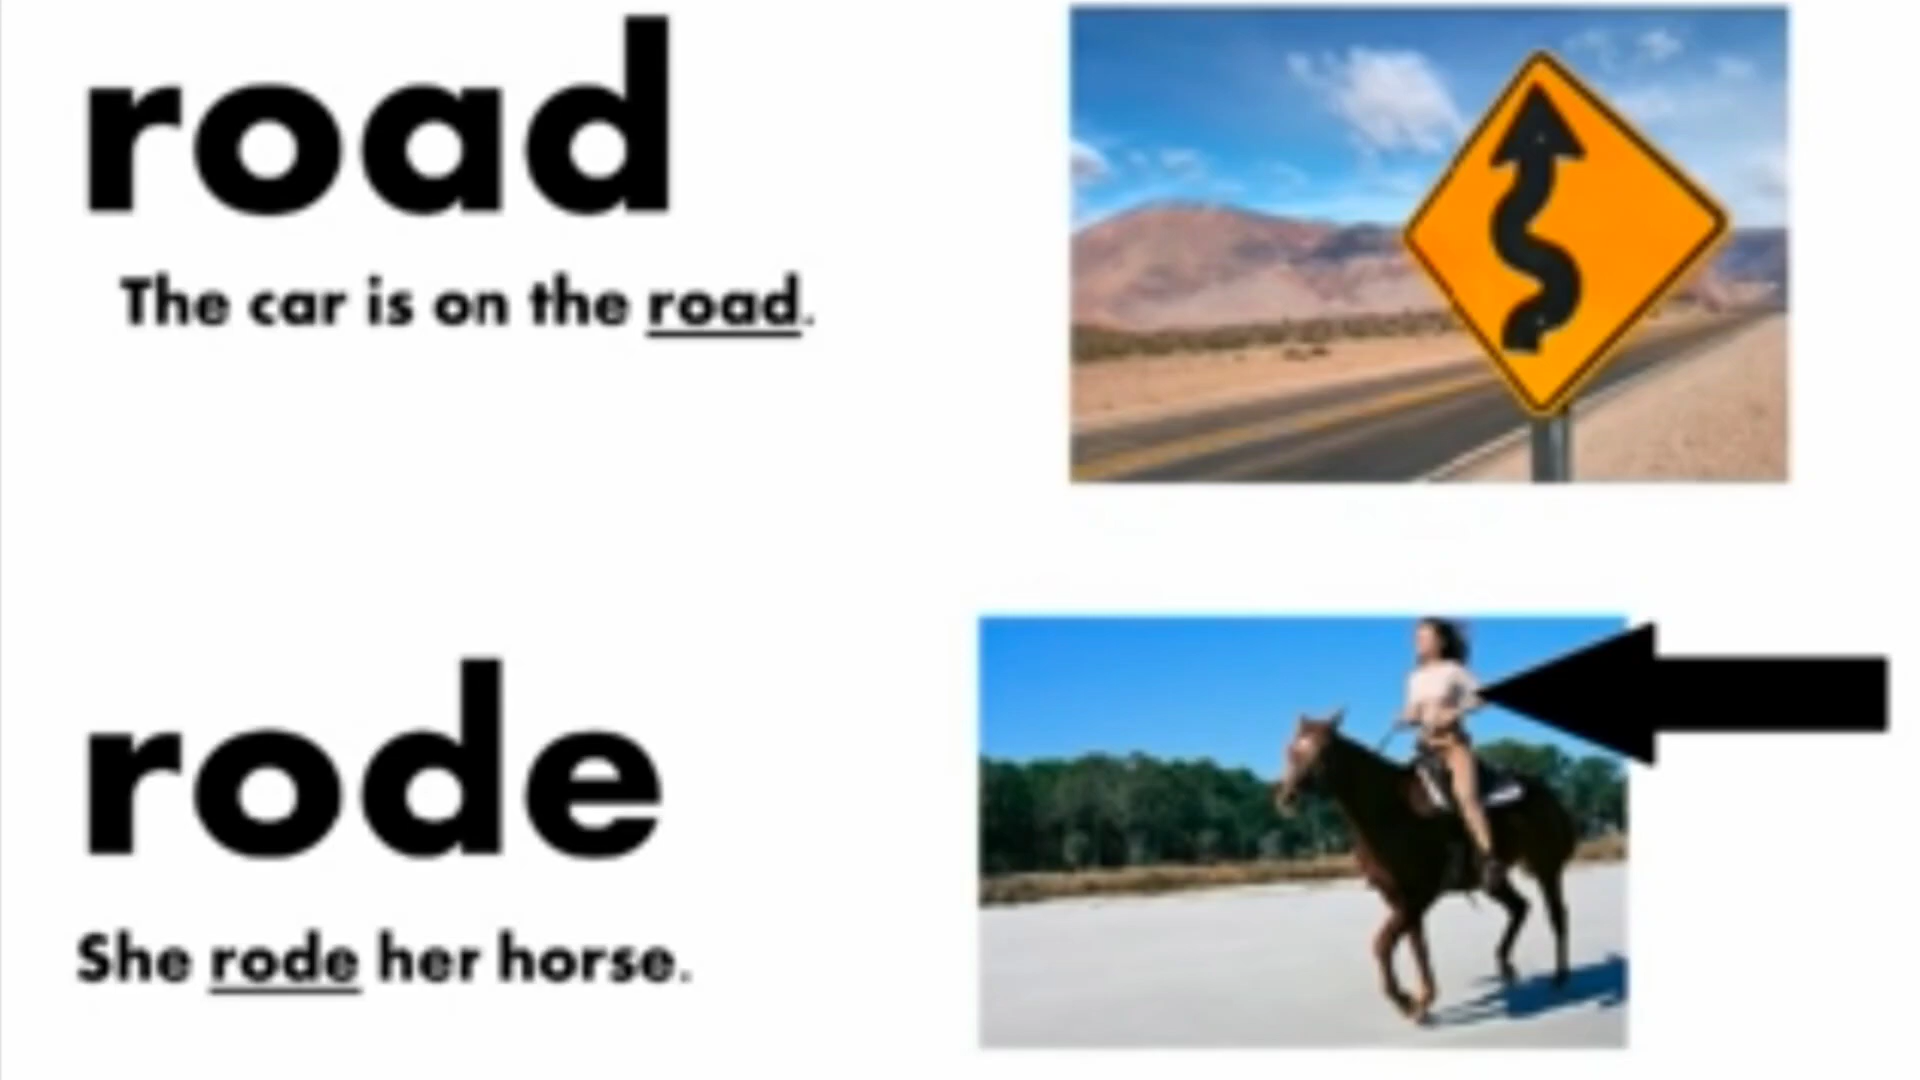 road
The car is on the road.
rode
She rode her horse.